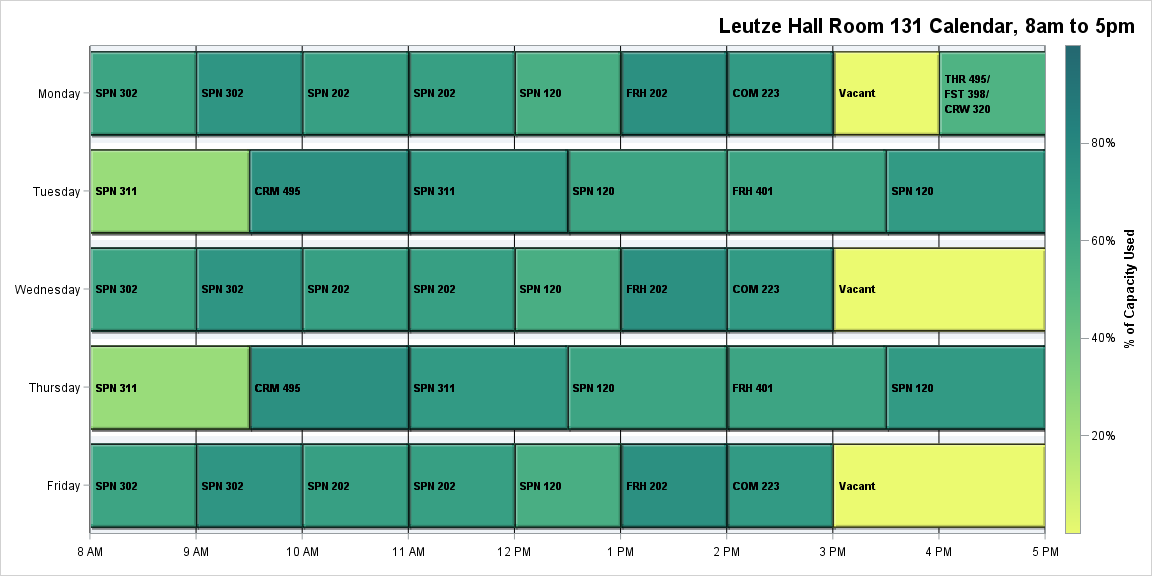 Leutze Hall Room 131 Calendar, 8am to 5pm
Monday
SPN 302
SPN 302
SPN 202
SPN 202
SPN 120
FRH 202
COM 223
Vacant
THR 495/
FST 398/
CRW 320
Tuesday
SPN 311
CRM 495
SPN 311
SPN 120
FRH 401
SPN 120
Wednesday
SPN 302
SPN 302
SPN 202
SPN 202
SPN 120
FRH 202
COM 223
Vacant
Thursday
SPN 311
CRM 495
SPN 311
SPN 120
FRH 401
SPN 120
Friday
SPN 302
SPN 302
SPN 202
SPN 202
SPN 120
FRH 202
COM 223
Vacant
8 AM
9 AM
10 AM
11 AM
12 PM
1 PM
2 PM
3 PM
4 PM
5 PM
80%
60%
40%
20%
% of Capacity Used